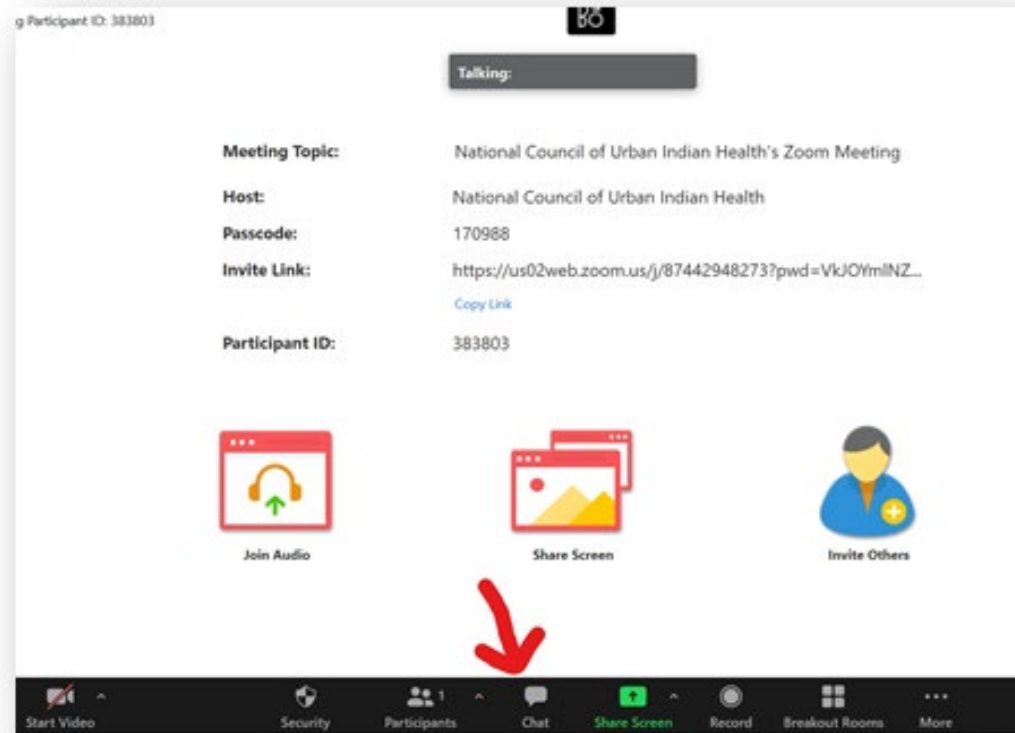 g Participant ID: 383803
Talking:
Meeting Topic: National Council of Urban Indian Health's Zoom Meeting
Host: National Council of Urban Indian Health
Passcode: 170988
Invite Link: https://us02web.zoom.us/j/87442948273?pwd=VkJOYmlNZ...
Copy Link
Participant ID: 383803
Join Audio Share Screen Invite Others
1
Start Video Security Participants Chat Share Screen Record Breakout Rooms More